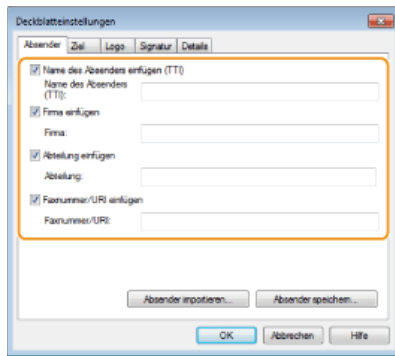 Deckblatteinstellungen
Absender Ziel Logo Signatur Details
Name des Absenders einfügen (TTI)
Name des Absenders
(TTI):
Firma einfügen
Firma:
Abteilung einfügen
Abteilung:
Faxnummer/URI einfügen
Faxnummer/URI:
Absender importieren... Absender speichern...
OK Abbrechen Hilfe